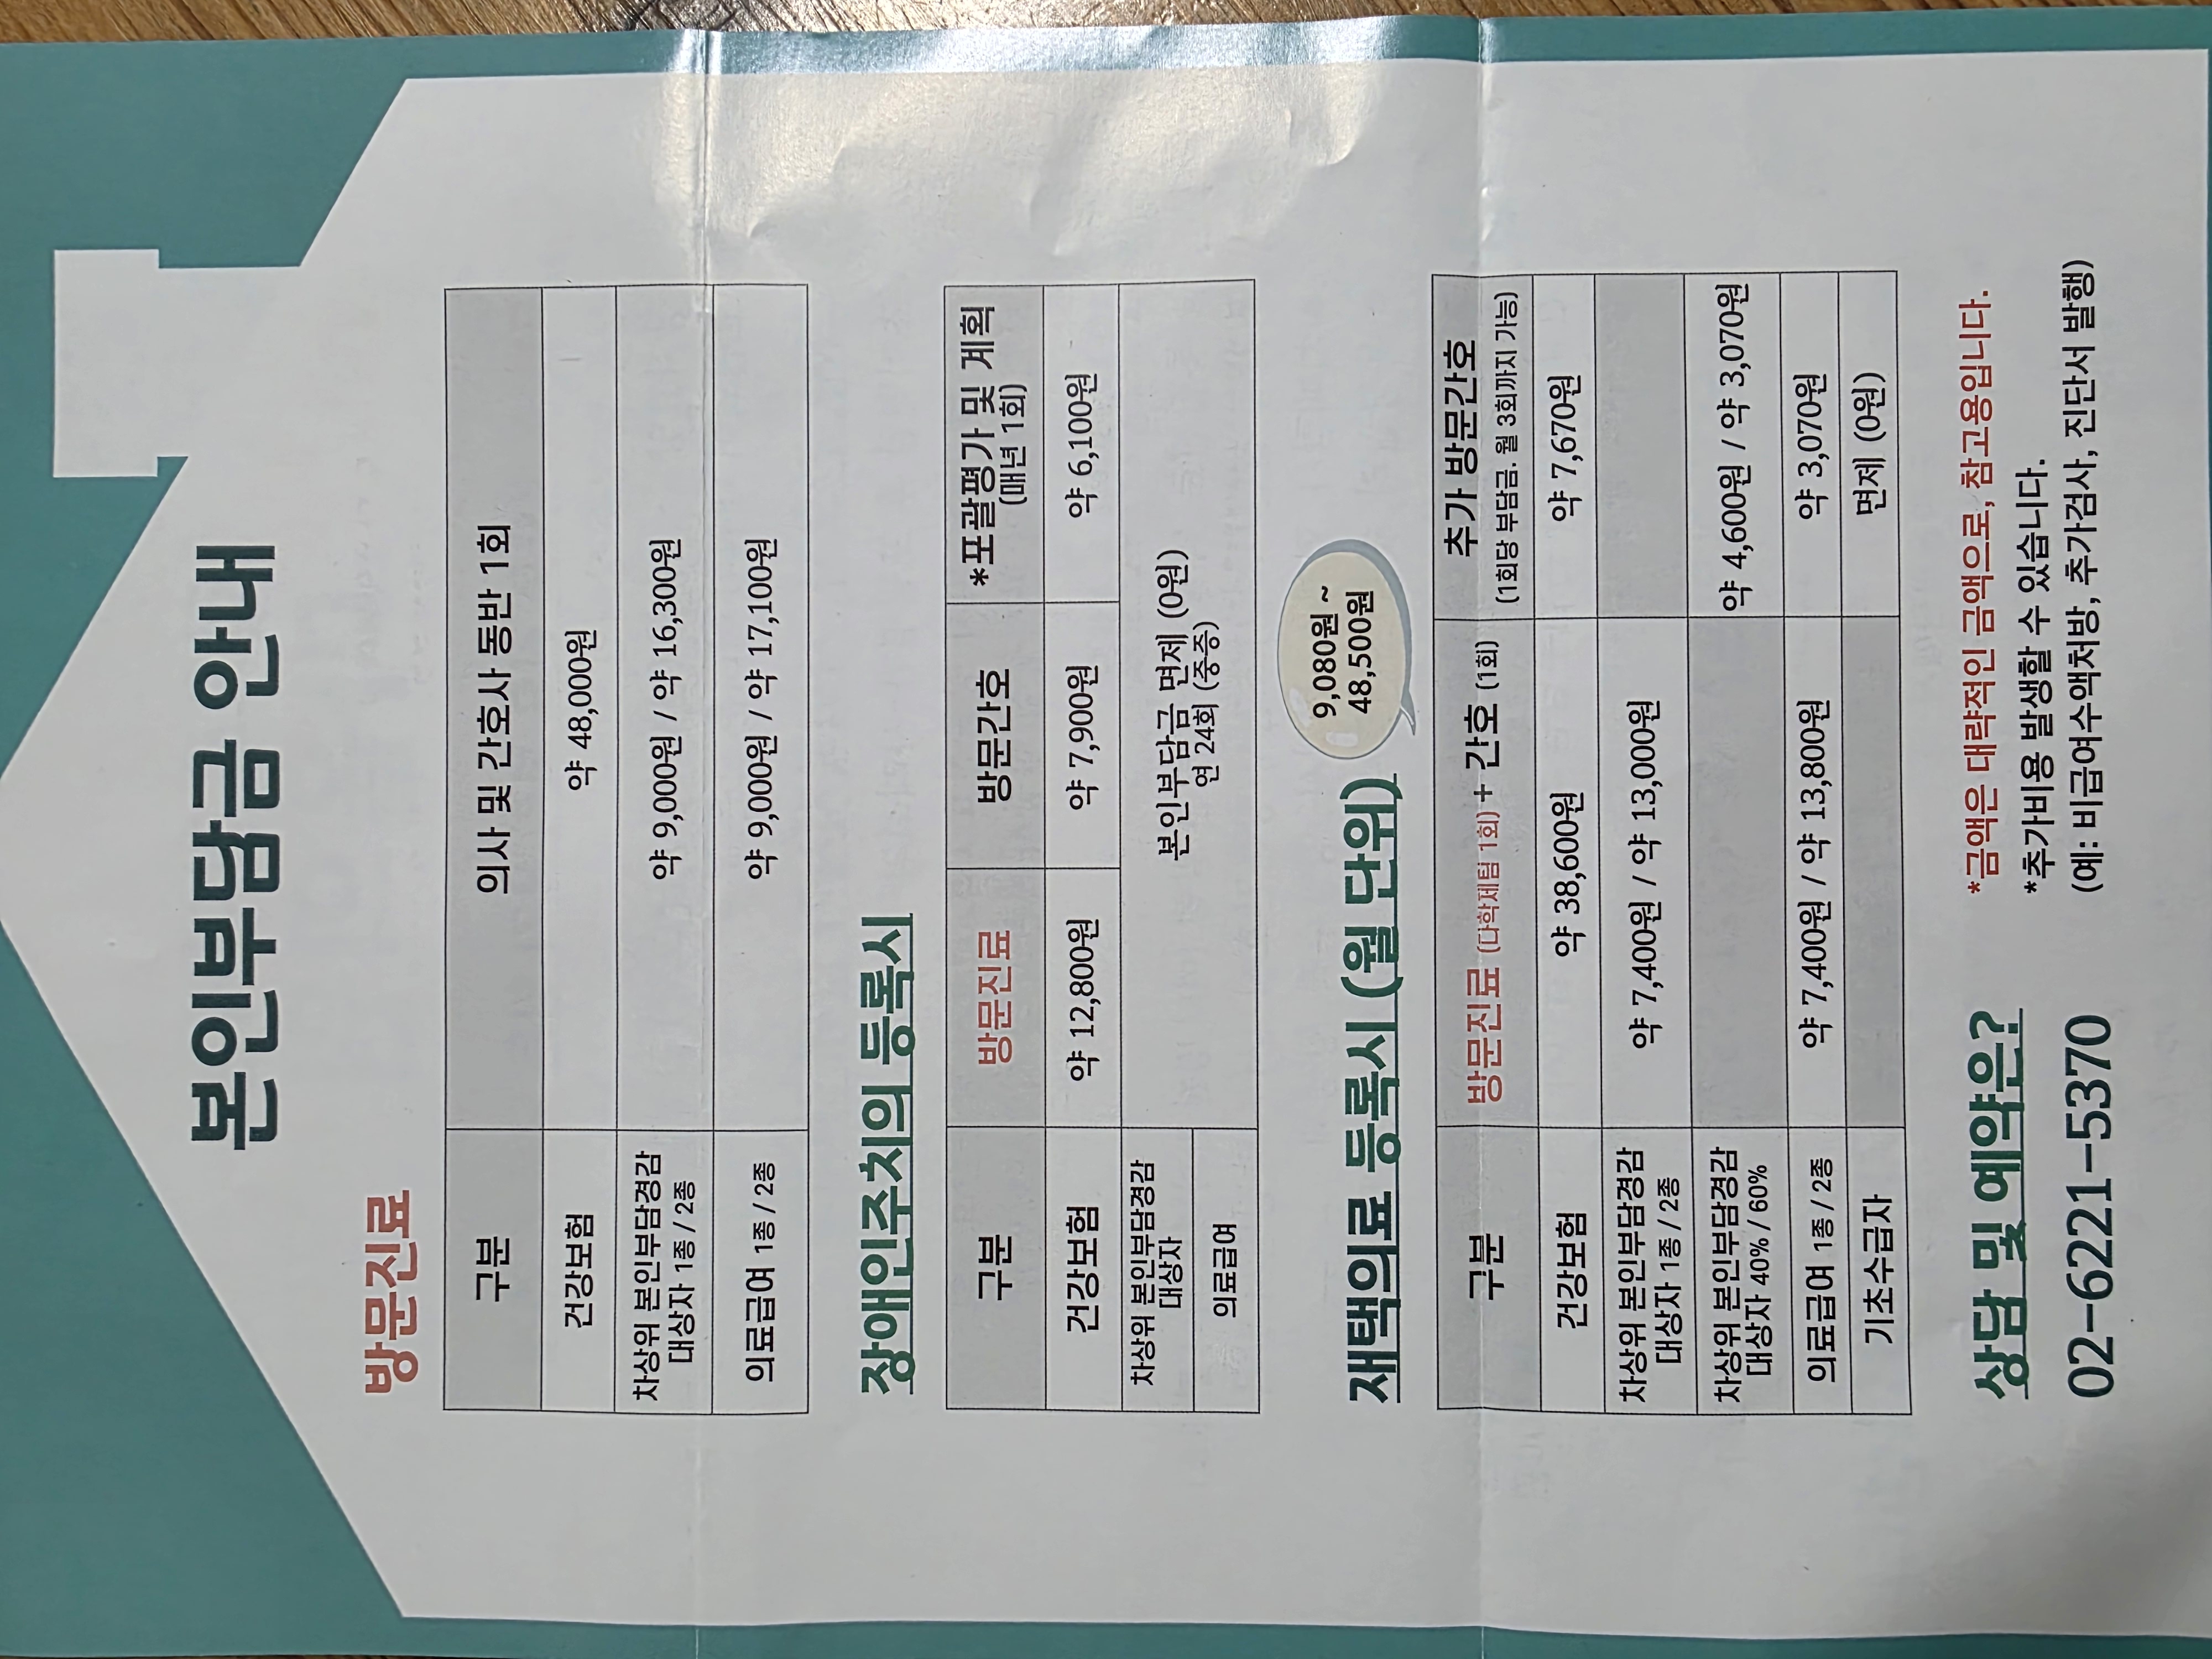 본인부담금 안내
방문진료
구분 의사 및 간호사 동반 1회
건강보험 약 48,000원
차상위 본인부담경감
대상자 1종 / 2종 약 9,000원 / 약 16,300원
의료급여 1종 / 2종 약 9,000원 / 약 17,100원
장애인주치의 등록시
구분 방문진료 방문간호 *포괄평가 및 계획
(매년 1회)
건강보험 약 12,800원 약 7,900원 약 6,100원
차상위 본인부담경감
대상자
의료급여
본인부담금 면제 (0원)
연 24회 (중증)
재택의료 등록시 (월 단위)
9,080원 ~
48,500원
구분 방문진료 (다학제팀 1회) + 간호 (1회) 추가 방문간호
(1회당 부담금. 월 3회까지 가능)
건강보험 약 38,600원 약 7,670원
차상위 본인부담경감
대상자 1종 / 2종 약 7,400원 / 약 13,000원
차상위 본인부담경감
대상자 40% / 60% 약 4,600원 / 약 3,070원
의료급여 1종 / 2종 약 7,400원 / 약 13,800원 약 3,070원
기초수급자 면제 (0원)
상담 및 예약은?
02-6221-5370
*금액은 대략적인 금액으로, 참고용입니다.
*추가비용 발생할 수 있습니다.
(예: 비급여수액처방, 추가검사, 진단서 발행)